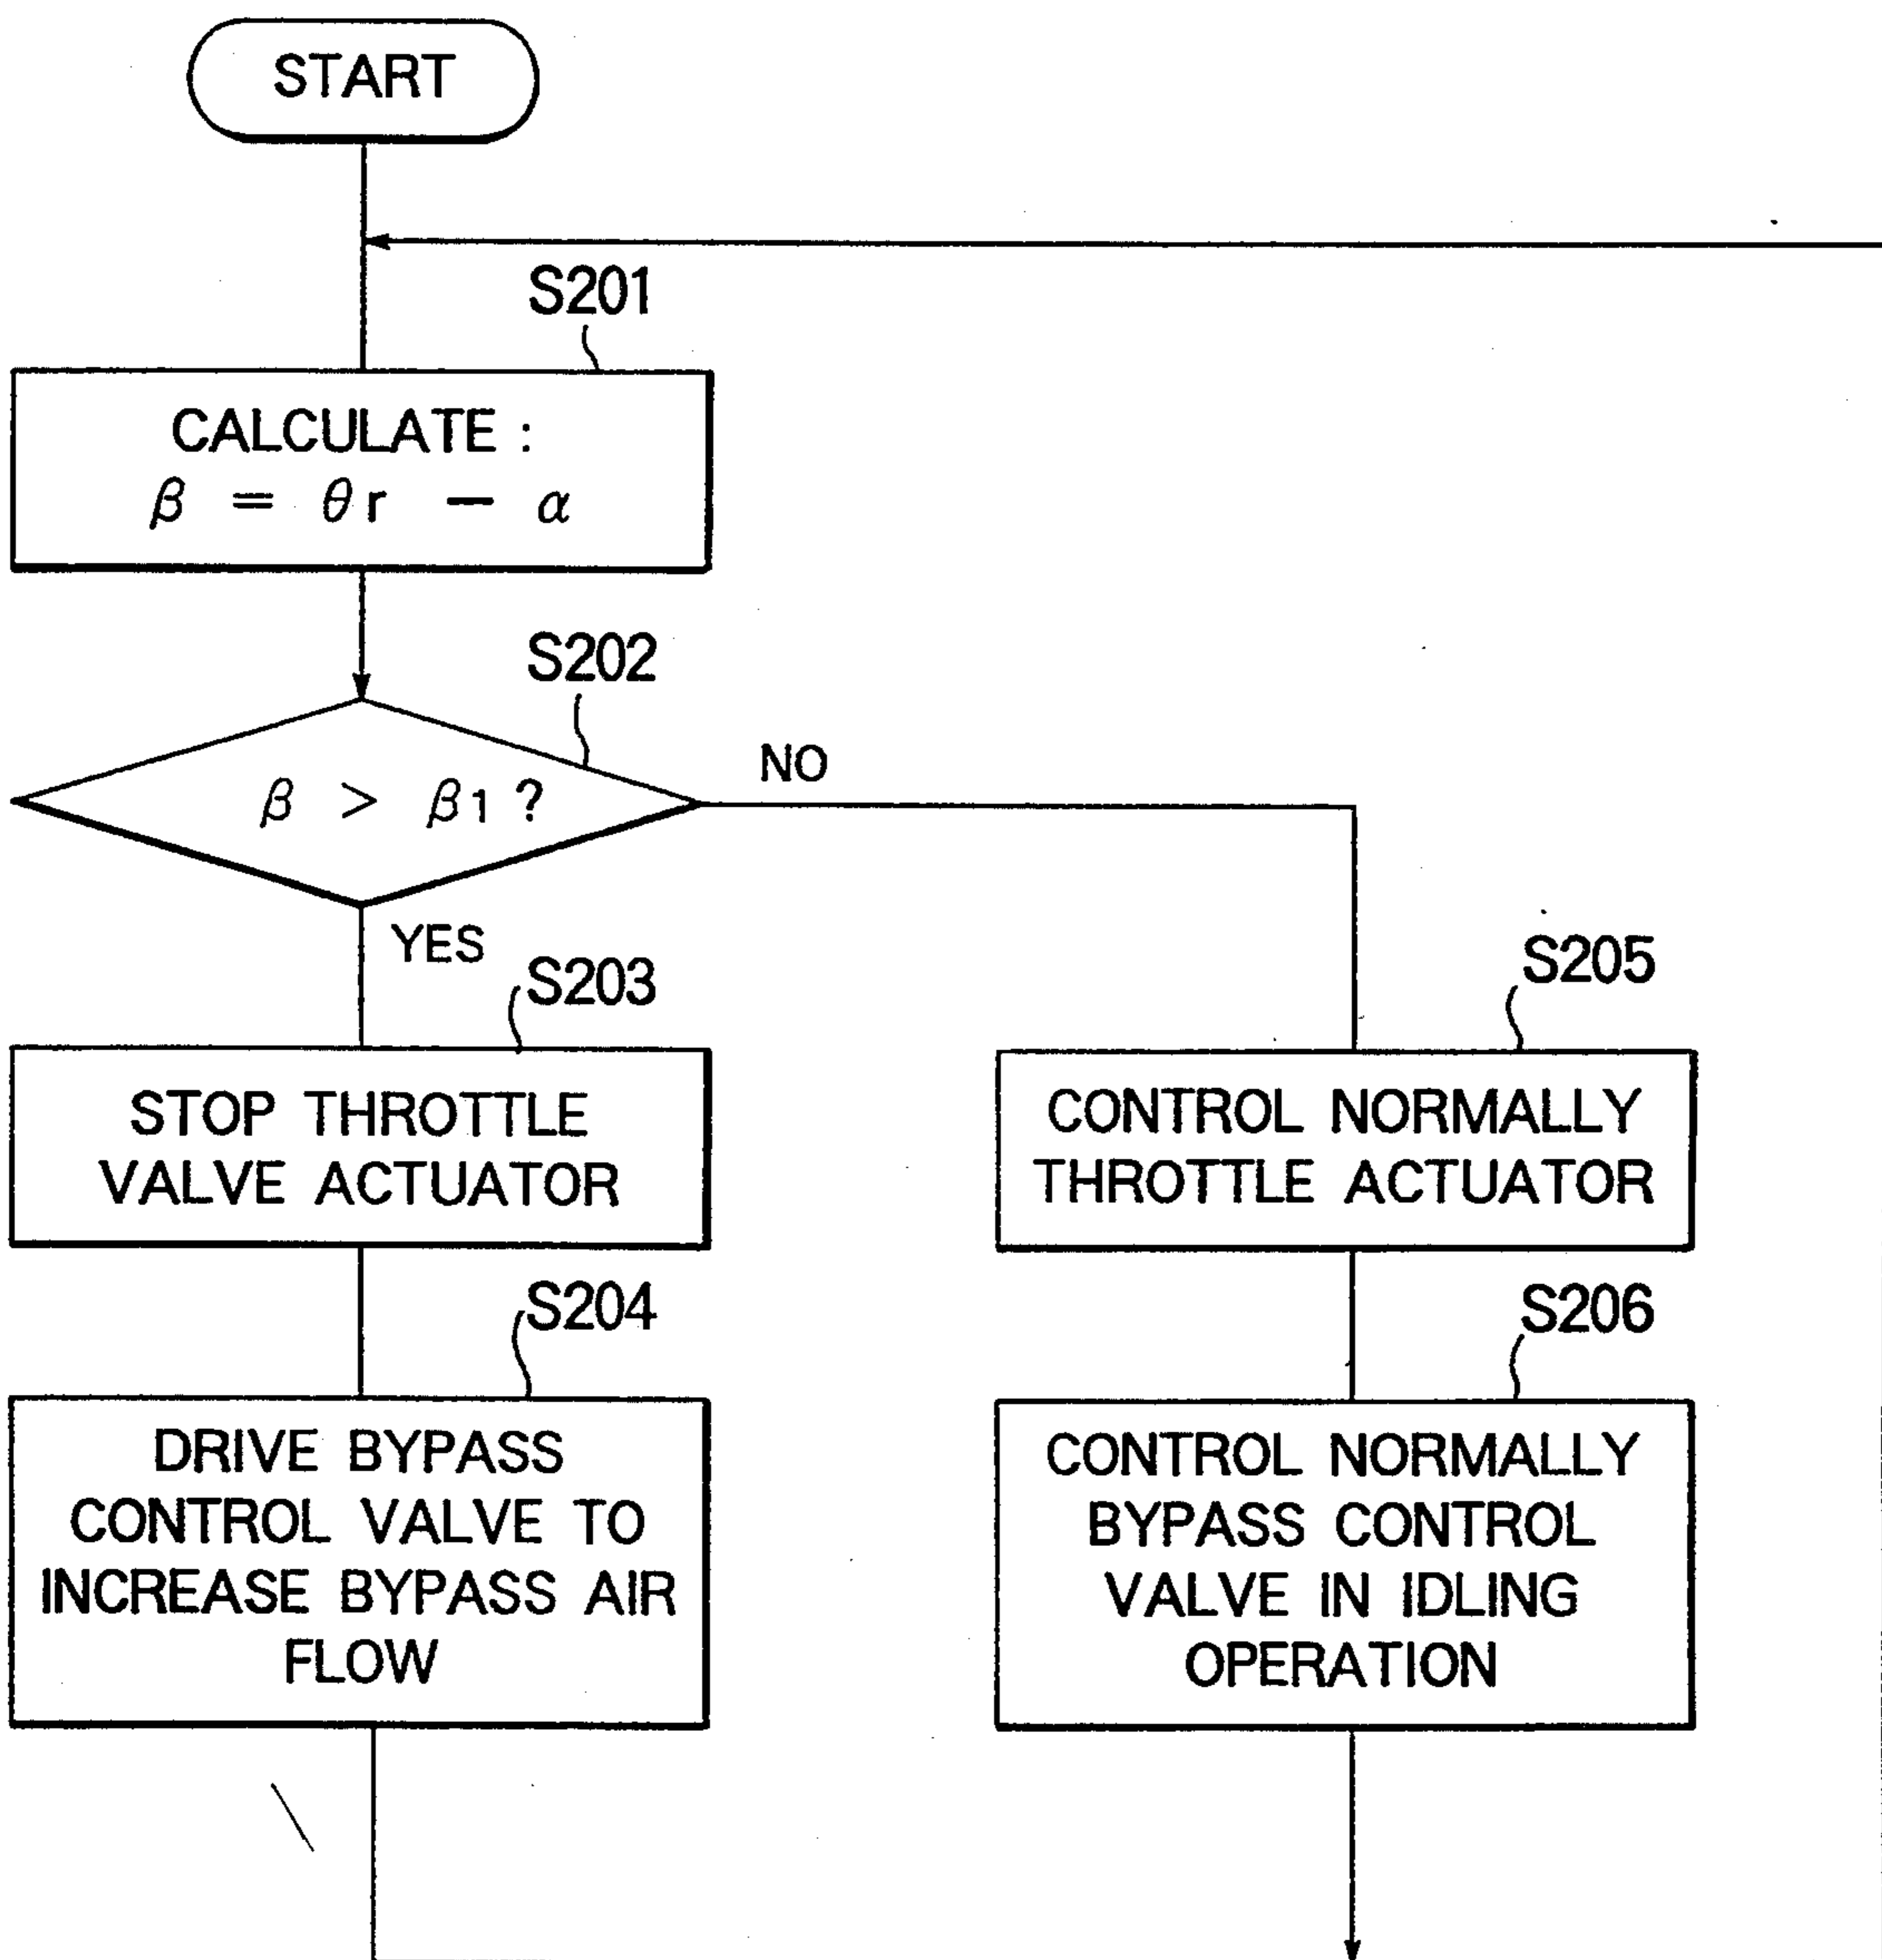 START
S201
CALCULATE :
β = θr − α
S202
β > β1 ?
NO
YES
S203
STOP THROTTLE
VALVE ACTUATOR
S204
DRIVE BYPASS
CONTROL VALVE TO
INCREASE BYPASS AIR
FLOW
S205
CONTROL NORMALLY
THROTTLE ACTUATOR
S206
CONTROL NORMALLY
BYPASS CONTROL
VALVE IN IDLING
OPERATION